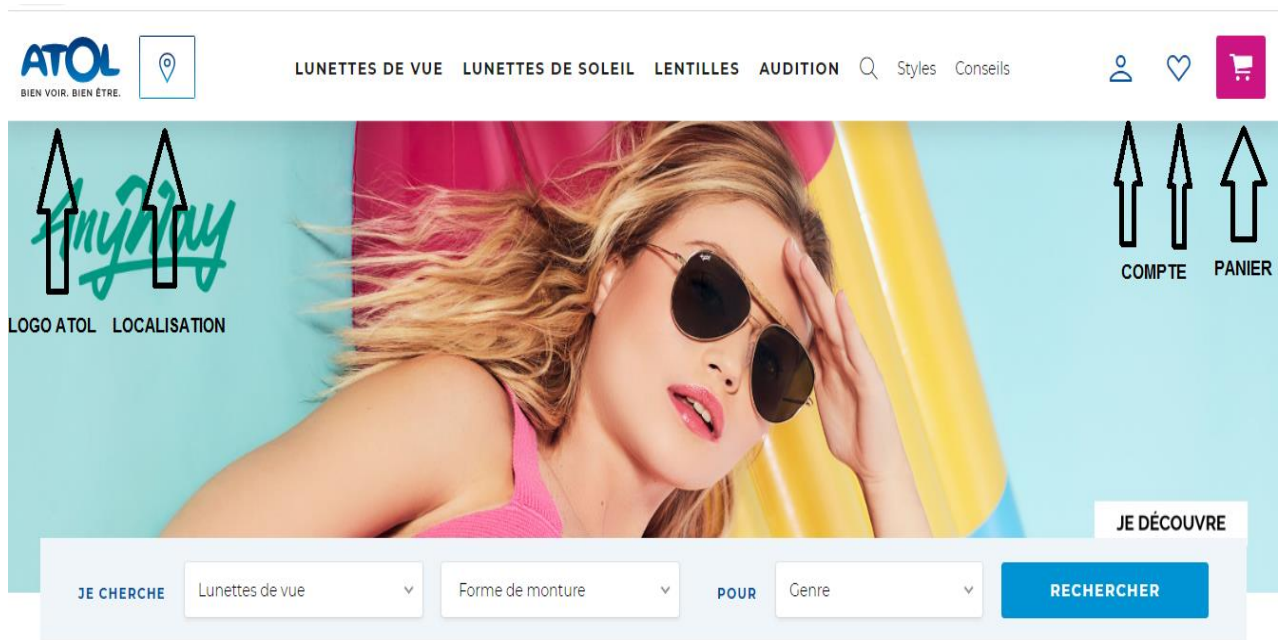 ATOL
BIEN VOIR. BIEN ÊTRE.
LUNETTES DE VUE LUNETTES DE SOLEIL LENTILLES AUDITION Styles Conseils
AnyWay
LOGO ATOL LOCALISATION
COMPTE PANIER
JE DÉCOUVRE
JE CHERCHE Lunettes de vue Forme de monture POUR Genre RECHERCHER